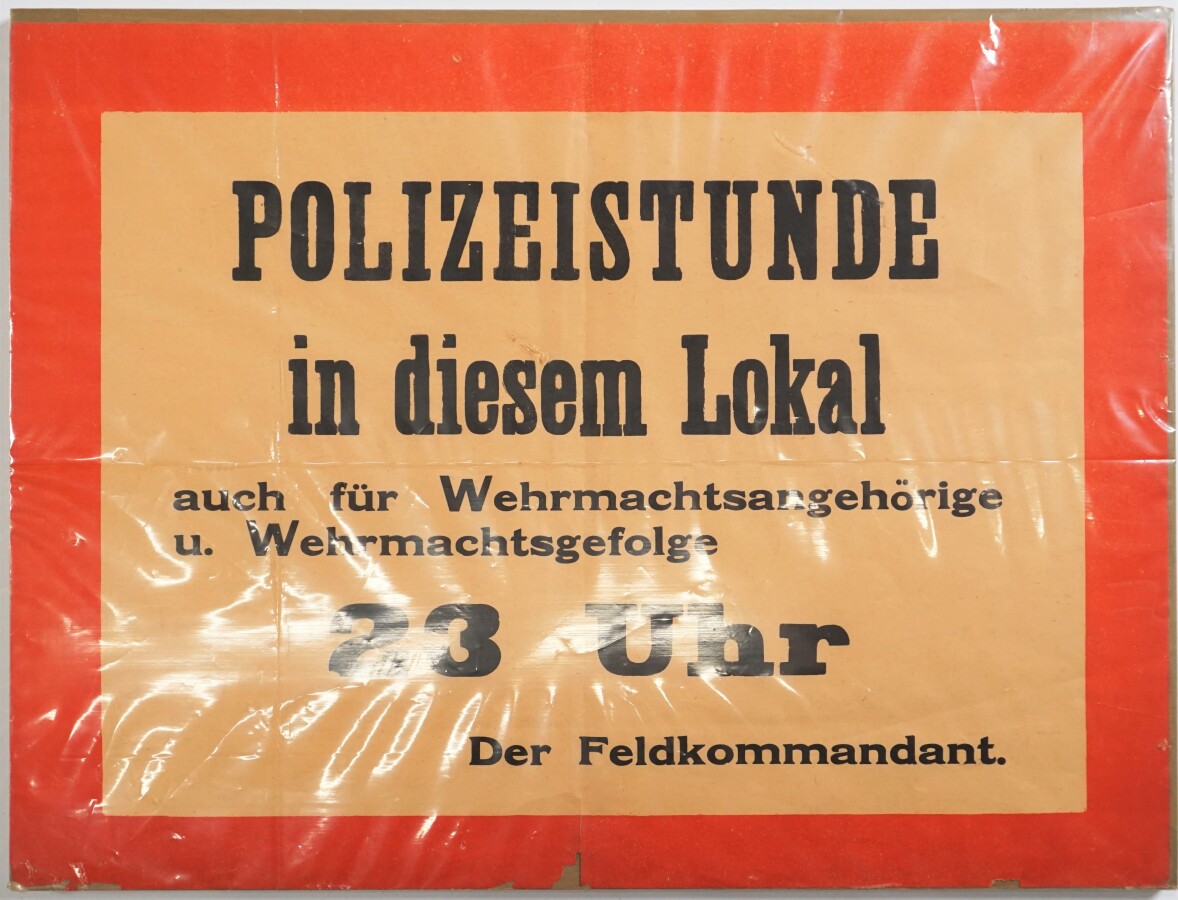 POLIZEISTUNDE
in diesem Lokal
auch für Wehrmachtsangehörige
u. Wehrmachtsgefolge
23 Uhr
Der Feldkommandant.